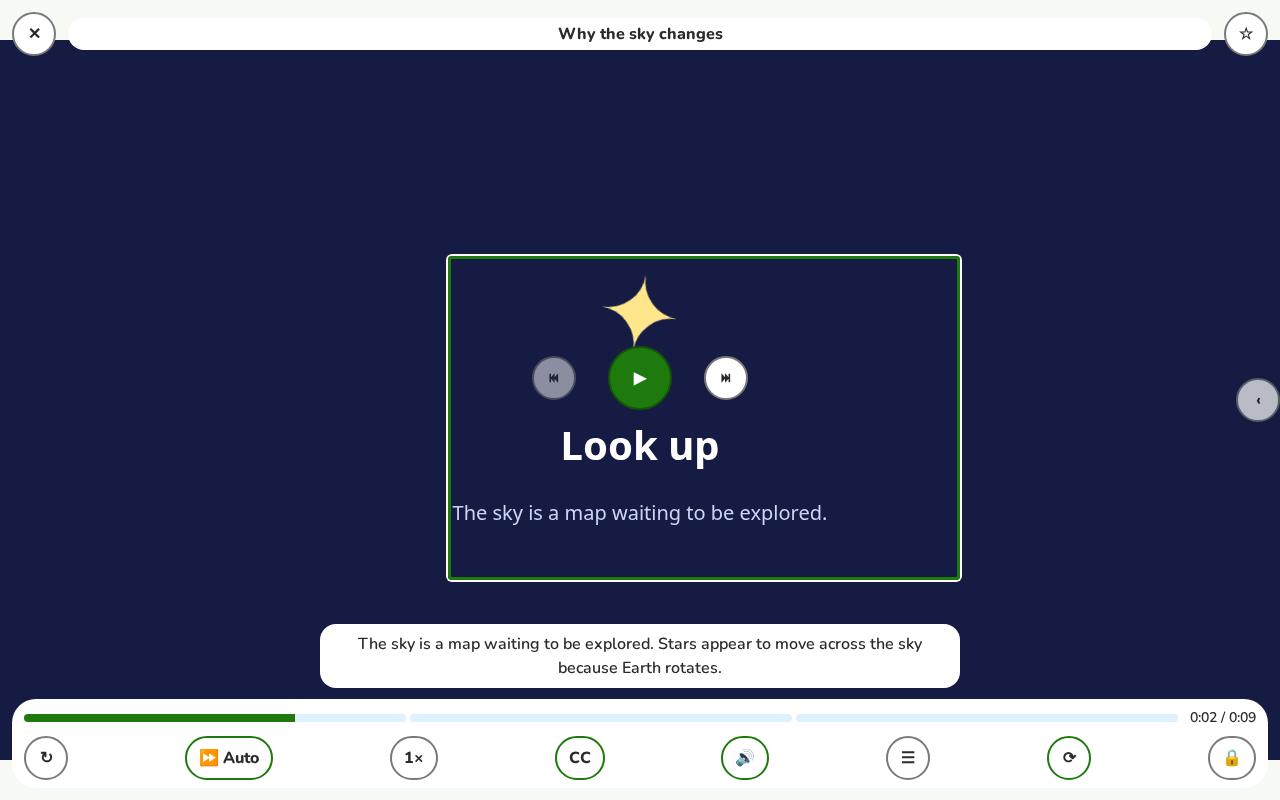 Why the sky changes
Look up
The sky is a map waiting to be explored.
The sky is a map waiting to be explored. Stars appear to move across the sky
because Earth rotates.
0:02 / 0:09
Auto
1×
CC